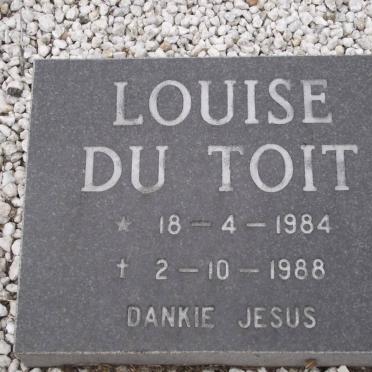 LOUISE
DU TOIT
* 18 - 4 - 1984
† 2 - 10 - 1988
DANKIE JESUS